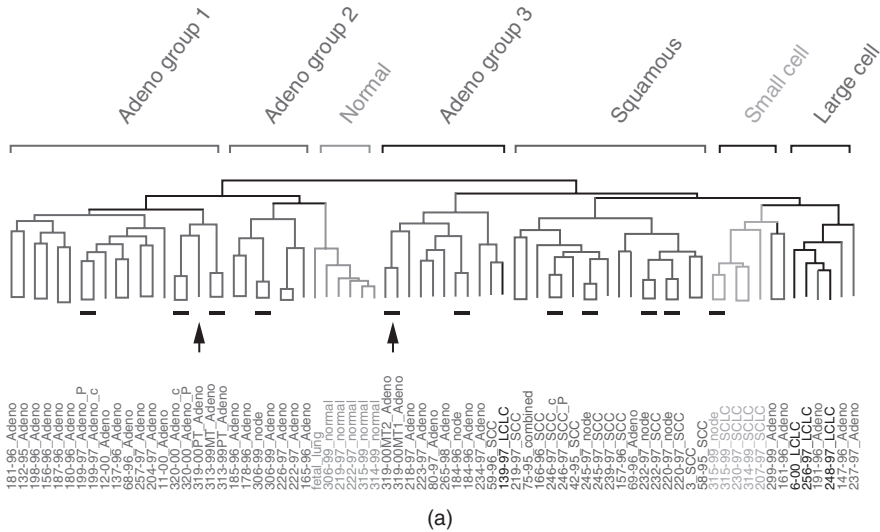 Adeno group 1
Adeno group 2
Normal
Adeno group 3
Squamous
Small cell
Large cell
181-96_Adeno
132-95_Adeno
198-96_Adeno
156-96_Adeno
187-96_Adeno
180-96_Adeno
199-97_Adeno_P
199-97_Adeno_c
12-00_Adeno
137-96_Adeno
68-96_Adeno
257-97_Adeno
204-97_Adeno
11-00_Adeno
320-00_Adeno_c
320-00_Adeno_P
319-00PT_Adeno
313-99MT_Adeno
313-99PT_Adeno
185-96_Adeno
178-96_Adeno
306-99_node
306-99_Adeno
226-97_Adeno
222-97_Adeno
165-96_Adeno
fetal_lung
306-99_normal
219-97_normal
222-97_normal
315-99_normal
314-99_normal
319-00MT2_Adeno
319-00MT1_Adeno
218-97_Adeno
223-97_Adeno
80-97_Adeno
265-98_Adeno
184-96_node
184-96_Adeno
234-97_Adeno
59-96_SCC
139-97_LCLC
219-97_SCC
75-95_combined
166-96_SCC
246-97_SCC_c
246-97_SCC_P
42-95_SCC
245-97_node
245-97_SCC
239-97_SCC
157-96_SCC
69-96_Adeno
232-97_node
232-97_SCC
220-97_node
220-97_SCC
3_SCC
58-95_SCC
315-99_node
315-99_SCLC
230-97_SCLC
314-99_SCLC
207-97_SCLC
299-99_Adeno
161-96_Adeno
6-00_LCLC
256-97_LCLC
191-96_Adeno
248-97_LCLC
147-96_Adeno
237-97_Adeno
(a)